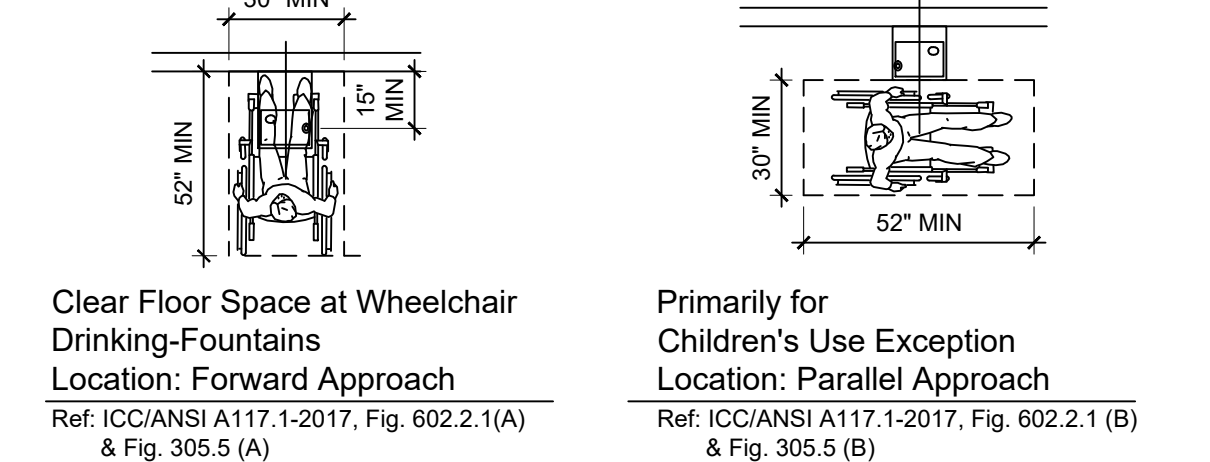 30" MIN
15"
MIN
52" MIN
Clear Floor Space at Wheelchair
Drinking-Fountains
Location: Forward Approach
Ref: ICC/ANSI A117.1-2017, Fig. 602.2.1(A)
& Fig. 305.5 (A)
30" MIN
52" MIN
Primarily for
Children's Use Exception
Location: Parallel Approach
Ref: ICC/ANSI A117.1-2017, Fig. 602.2.1 (B)
& Fig. 305.5 (B)